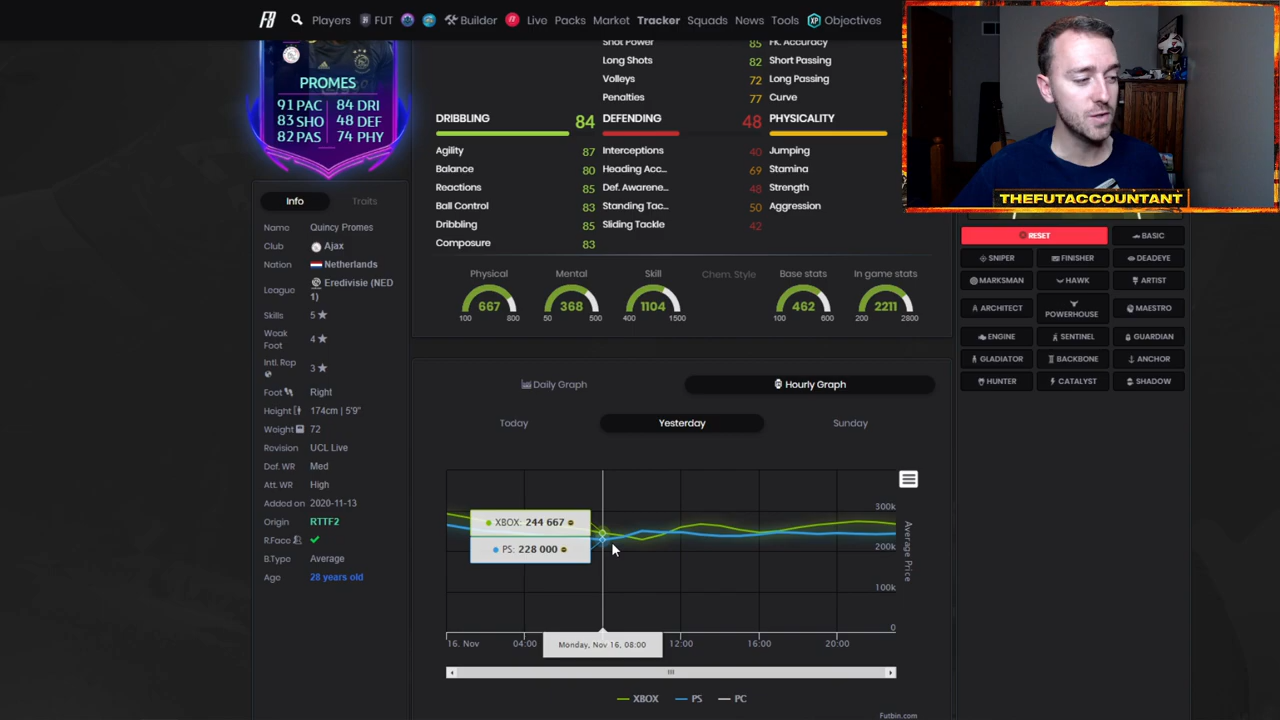 Players FUT Builder Live Packs Market Tracker Squads News Tools XP Objectives
THEFUTACCOUNTANT
PROMES
91 PAC 84 DRI
83 SHO 48 DEF
82 PAS 74 PHY
Shot Power 85 FK. Accuracy
Long Shots 82 Short Passing
Volleys 72 Long Passing
Penalties 77 Curve
DRIBBLING 84 DEFENDING 48 PHYSICALITY
Agility 87 Interceptions 40 Jumping
Balance 80 Heading Acc... 69 Stamina
Reactions 85 Def. Awarene... 48 Strength
Ball Control 83 Standing Tac... 50 Aggression
Dribbling 85 Sliding Tackle 42
Composure 83
Physical Mental Skill Chem. Style Base stats In game stats
667 368 1104 462 2211
100 800 50 500 400 1500 100 600 200 2800
Info Traits
Name Quincy Promes
Club Ajax
Nation Netherlands
League Eredivisie (NED 1)
Skills 5
Weak Foot 4
Intl. Rep 3
Foot Right
Height 174cm | 5'9"
Weight 72
Revision UCL Live
Def. WR Med
Att. WR High
Added on 2020-11-13
Origin RTTF2
R.Face
B.Type Average
Age 28 years old
RESET BASIC
SNIPER FINISHER DEADEYE
MARKSMAN HAWK ARTIST
ARCHITECT POWERHOUSE MAESTRO
ENGINE SENTINEL GUARDIAN
GLADIATOR BACKBONE ANCHOR
HUNTER CATALYST SHADOW
Daily Graph Hourly Graph
Today Yesterday Sunday
XBOX: 244 667
PS: 228 000
300k
200k
100k
0
Average Price
16. Nov 04:00 Monday, Nov 16, 08:00 12:00 16:00 20:00
XBOX PS PC
Futbin.com